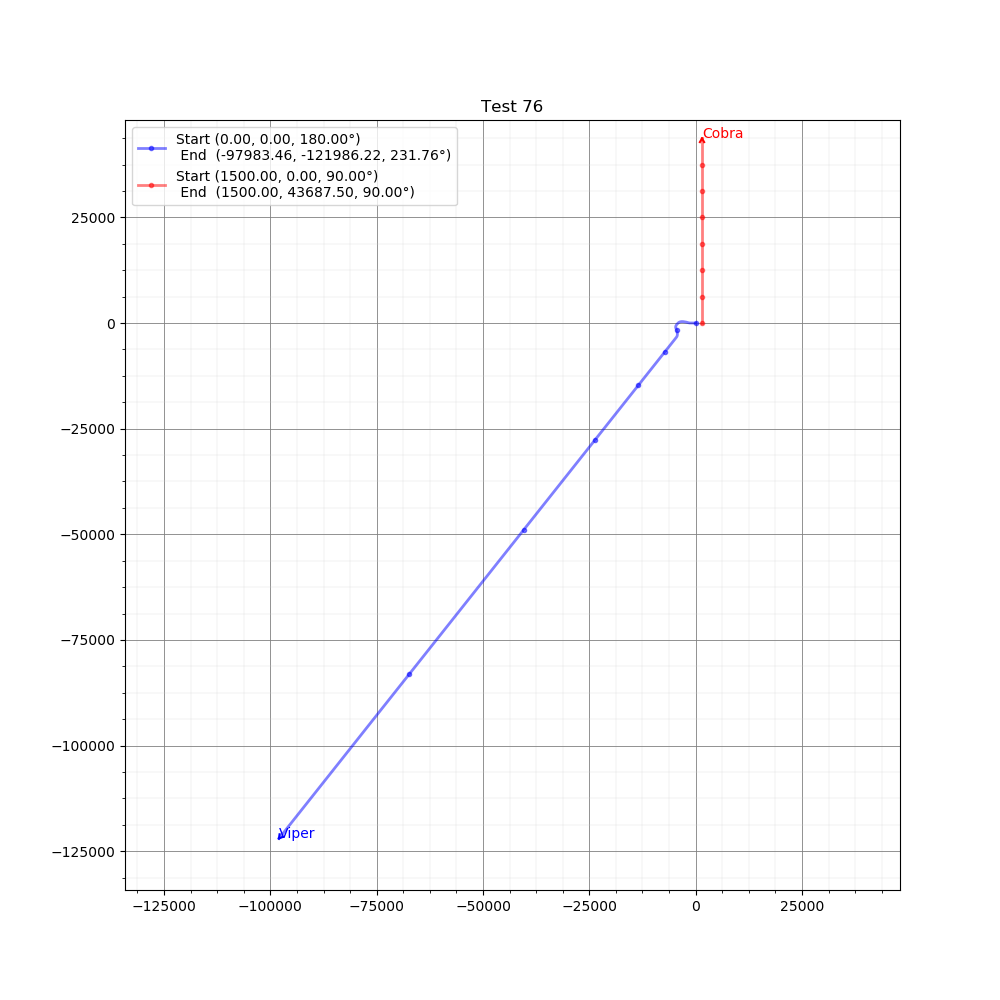 Test 76
Start (0.00, 0.00, 180.00°)
End  (-97983.46, -121986.22, 231.76°)
Start (1500.00, 0.00, 90.00°)
End  (1500.00, 43687.50, 90.00°)
Cobra
25000
0
−25000
−50000
−75000
−100000
−125000
Viper
−125000
−100000
−75000
−50000
−25000
0
25000